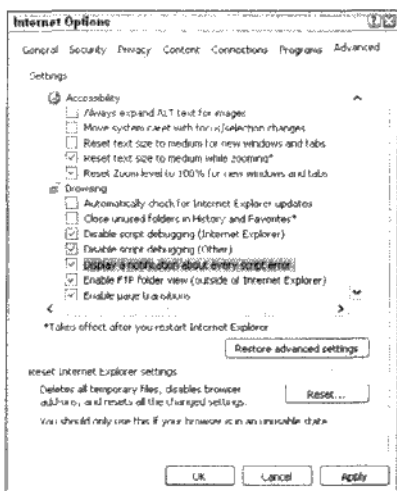 Internet Options
General Security Privacy Content Connections Programs Advanced
Settings
Accessibility
Always expand ALT text for images
Move system caret with focus/selection changes
Reset text size to medium for new windows and tabs
Reset text size to medium while zooming*
Reset Zoom level to 100% for new windows and tabs
Browsing
Automatically check for Internet Explorer updates
Close unused folders in History and Favorites*
Disable script debugging (Internet Explorer)
Disable script debugging (Other)
Display a notification about every script error
Enable FTP folder view (outside of Internet Explorer)
Enable page transitions
*Takes effect after you restart Internet Explorer
Restore advanced settings
Reset Internet Explorer settings
Deletes all temporary files, disables browser
add-ons, and resets all the changed settings.
Reset...
You should only use this if your browser is in an unusable state
OK Cancel Apply